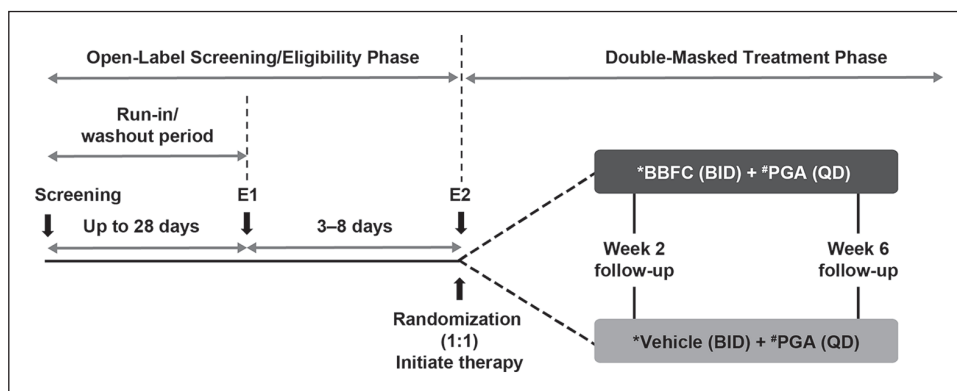 Open-Label Screening/Eligibility Phase
Double-Masked Treatment Phase
Run-in/
washout period
Screening
E1
E2
Up to 28 days
3–8 days
Randomization
(1:1)
Initiate therapy
*BBFC (BID) + #PGA (QD)
Week 2
follow-up
Week 6
follow-up
*Vehicle (BID) + #PGA (QD)